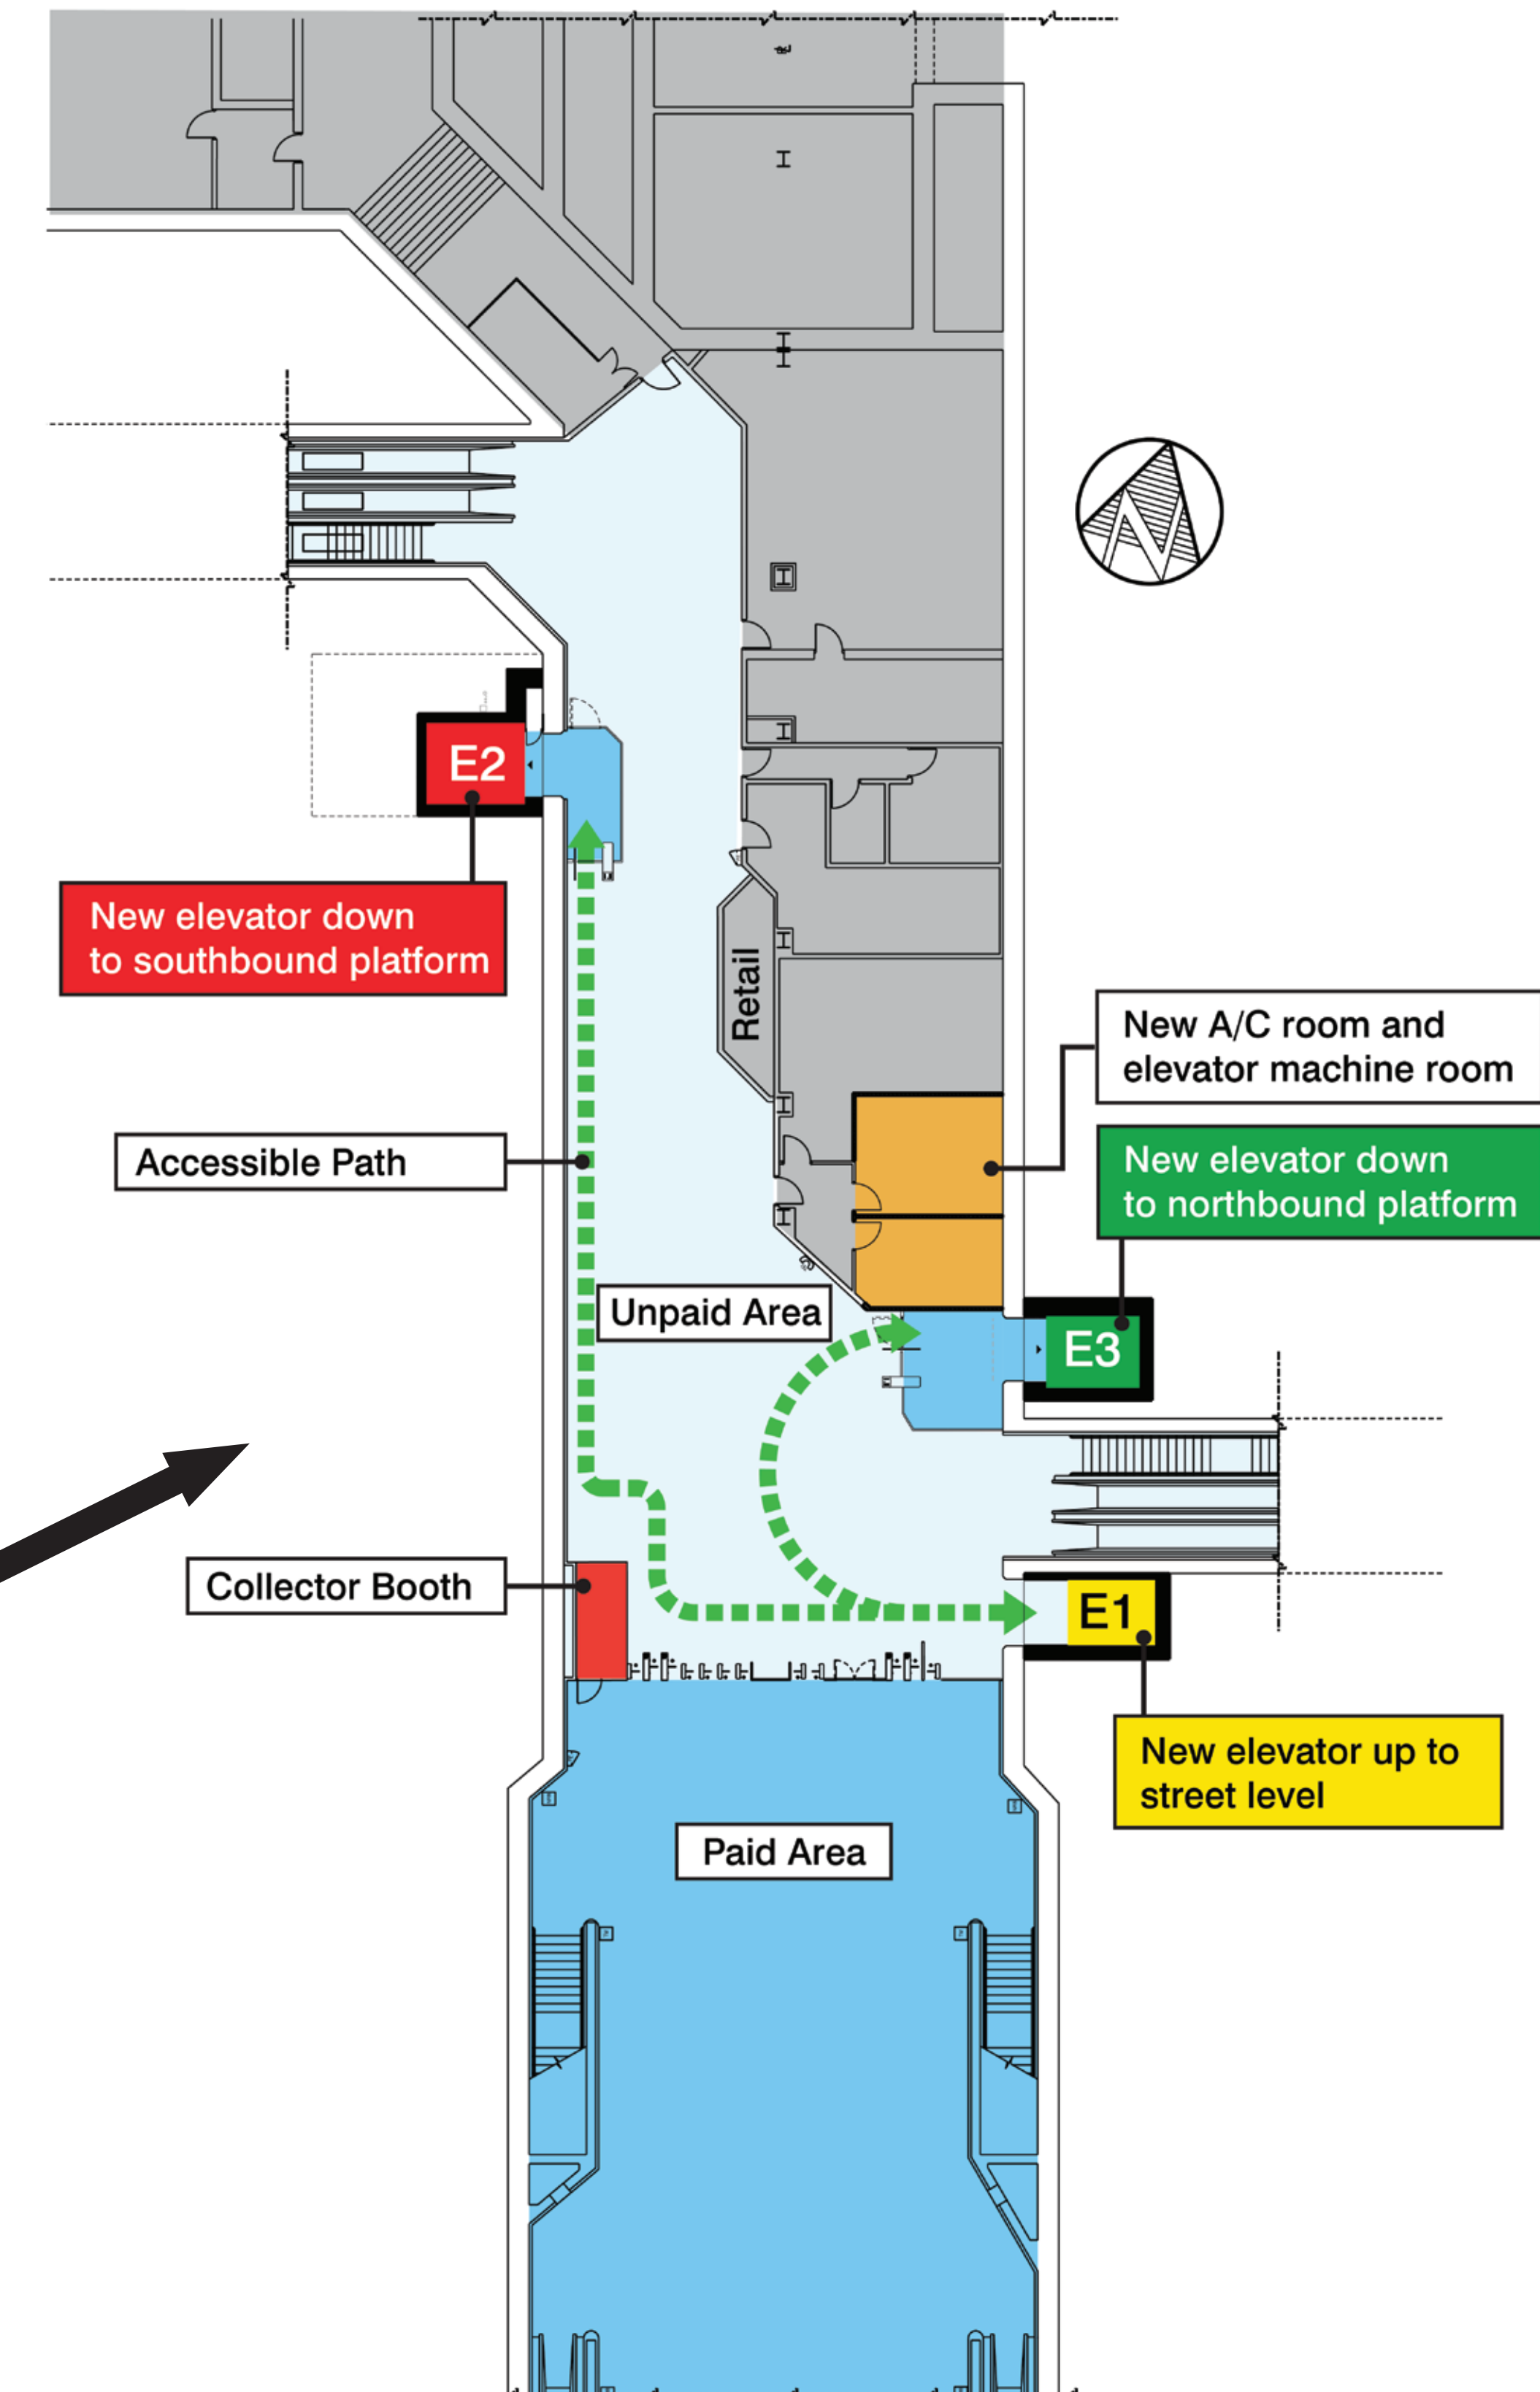 N
E2
New elevator down
to southbound platform
Retail
New A/C room and
elevator machine room
Accessible Path
New elevator down
to northbound platform
Unpaid Area
E3
Collector Booth
E1
New elevator up to
street level
Paid Area